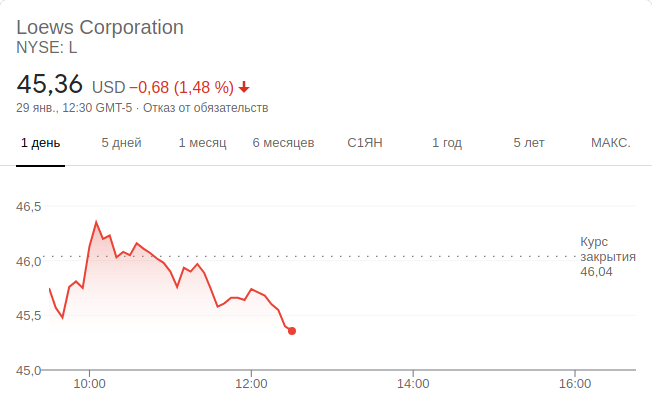 Loews Corporation
NYSE: L
45,36 USD −0,68 (1,48 %)
29 янв., 12:30 GMT-5 · Отказ от обязательств
1 день 5 дней 1 месяц 6 месяцев С1ЯН 1 год 5 лет МАКС.
46,5
46,0
45,5
45,0
Курс
закрытия
46,04
10:00 12:00 14:00 16:00